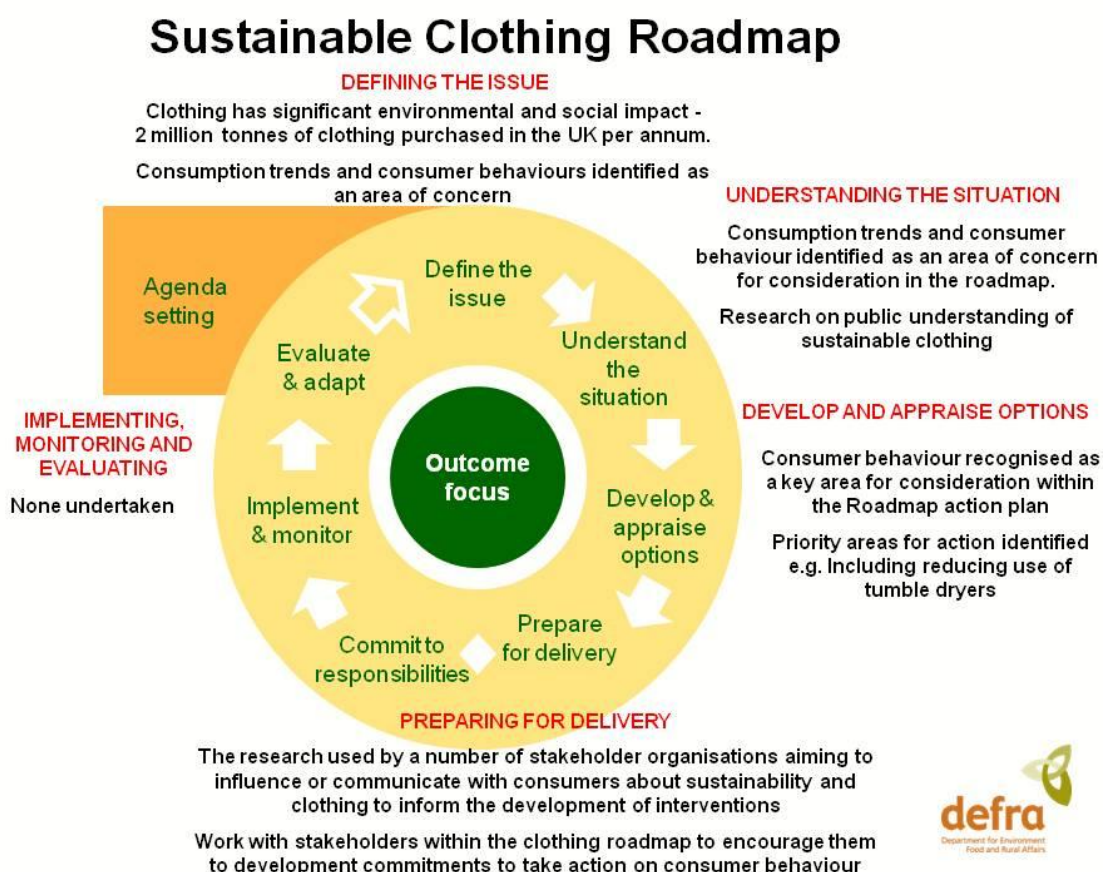 Sustainable Clothing Roadmap
DEFINING THE ISSUE
Clothing has significant environmental and social impact -
2 million tonnes of clothing purchased in the UK per annum.
Consumption trends and consumer behaviours identified as
an area of concern
UNDERSTANDING THE SITUATION
Consumption trends and consumer
behaviour identified as an area of concern
for consideration in the roadmap.
Research on public understanding of
sustainable clothing
DEVELOP AND APPRAISE OPTIONS
Consumer behaviour recognised as
a key area for consideration within
the Roadmap action plan
Priority areas for action identified
e.g. Including reducing use of
tumble dryers
Agenda
setting
Define the
issue
Understand
the
situation
Develop &
appraise
options
Prepare
for delivery
Commit to
responsibilities
Implement
& monitor
Evaluate
& adapt
Outcome
focus
IMPLEMENTING,
MONITORING AND
EVALUATING
None undertaken
PREPARING FOR DELIVERY
The research used by a number of stakeholder organisations aiming to
influence or communicate with consumers about sustainability and
clothing to inform the development of interventions
Work with stakeholders within the clothing roadmap to encourage them
to development commitments to take action on consumer behaviour
defra
Department for Environment
Food and Rural Affairs